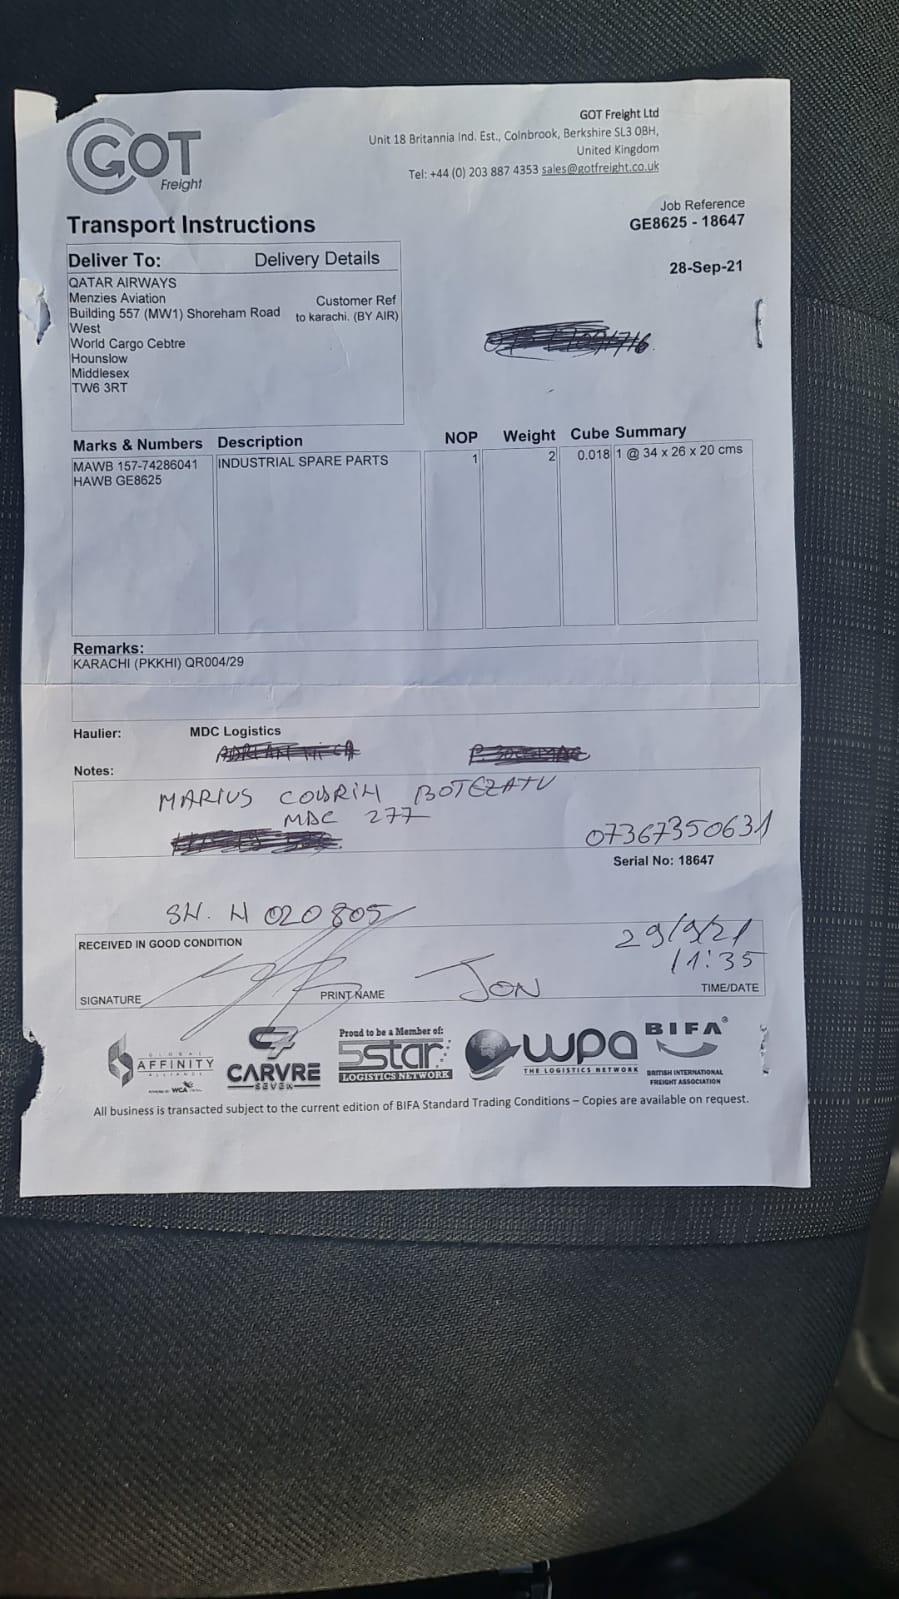 GOT
Freight
GOT Freight Ltd
Unit 18 Britannia Ind. Est., Colnbrook, Berkshire SL3 0BH,
United Kingdom
Tel: +44 (0) 203 887 4353 sales@gotfreight.co.uk
Transport Instructions
Job Reference
GE8625 - 18647
28-Sep-21
Deliver To: Delivery Details
QATAR AIRWAYS
Menzies Aviation
Building 557 (MW1) Shoreham Road
West
World Cargo Cebtre
Hounslow
Middlesex
TW6 3RT
Customer Ref
to karachi. (BY AIR)
Marks & Numbers Description NOP Weight Cube Summary
MAWB 157-74286041 INDUSTRIAL SPARE PARTS 1 2 0.018 1 @ 34 x 26 x 20 cms
HAWB GE8625
Remarks:
KARACHI (PKKHI) QR004/29
Haulier: MDC Logistics
Notes:
MARIUS BOTEZATU
MDC 277
07367350631
Serial No: 18647
SH. H 020805
RECEIVED IN GOOD CONDITION
29/9/21
11:35
SIGNATURE PRINT NAME JON TIME/DATE
GLOBAL
AFFINITY
ALLIANCE
WCA
CARVRE
SEVEN
Proud to be a Member of:
5star
LOGISTICS NETWORK
wpa
THE LOGISTICS NETWORK
BIFA®
BRITISH INTERNATIONAL
FREIGHT ASSOCIATION
All business is transacted subject to the current edition of BIFA Standard Trading Conditions – Copies are available on request.